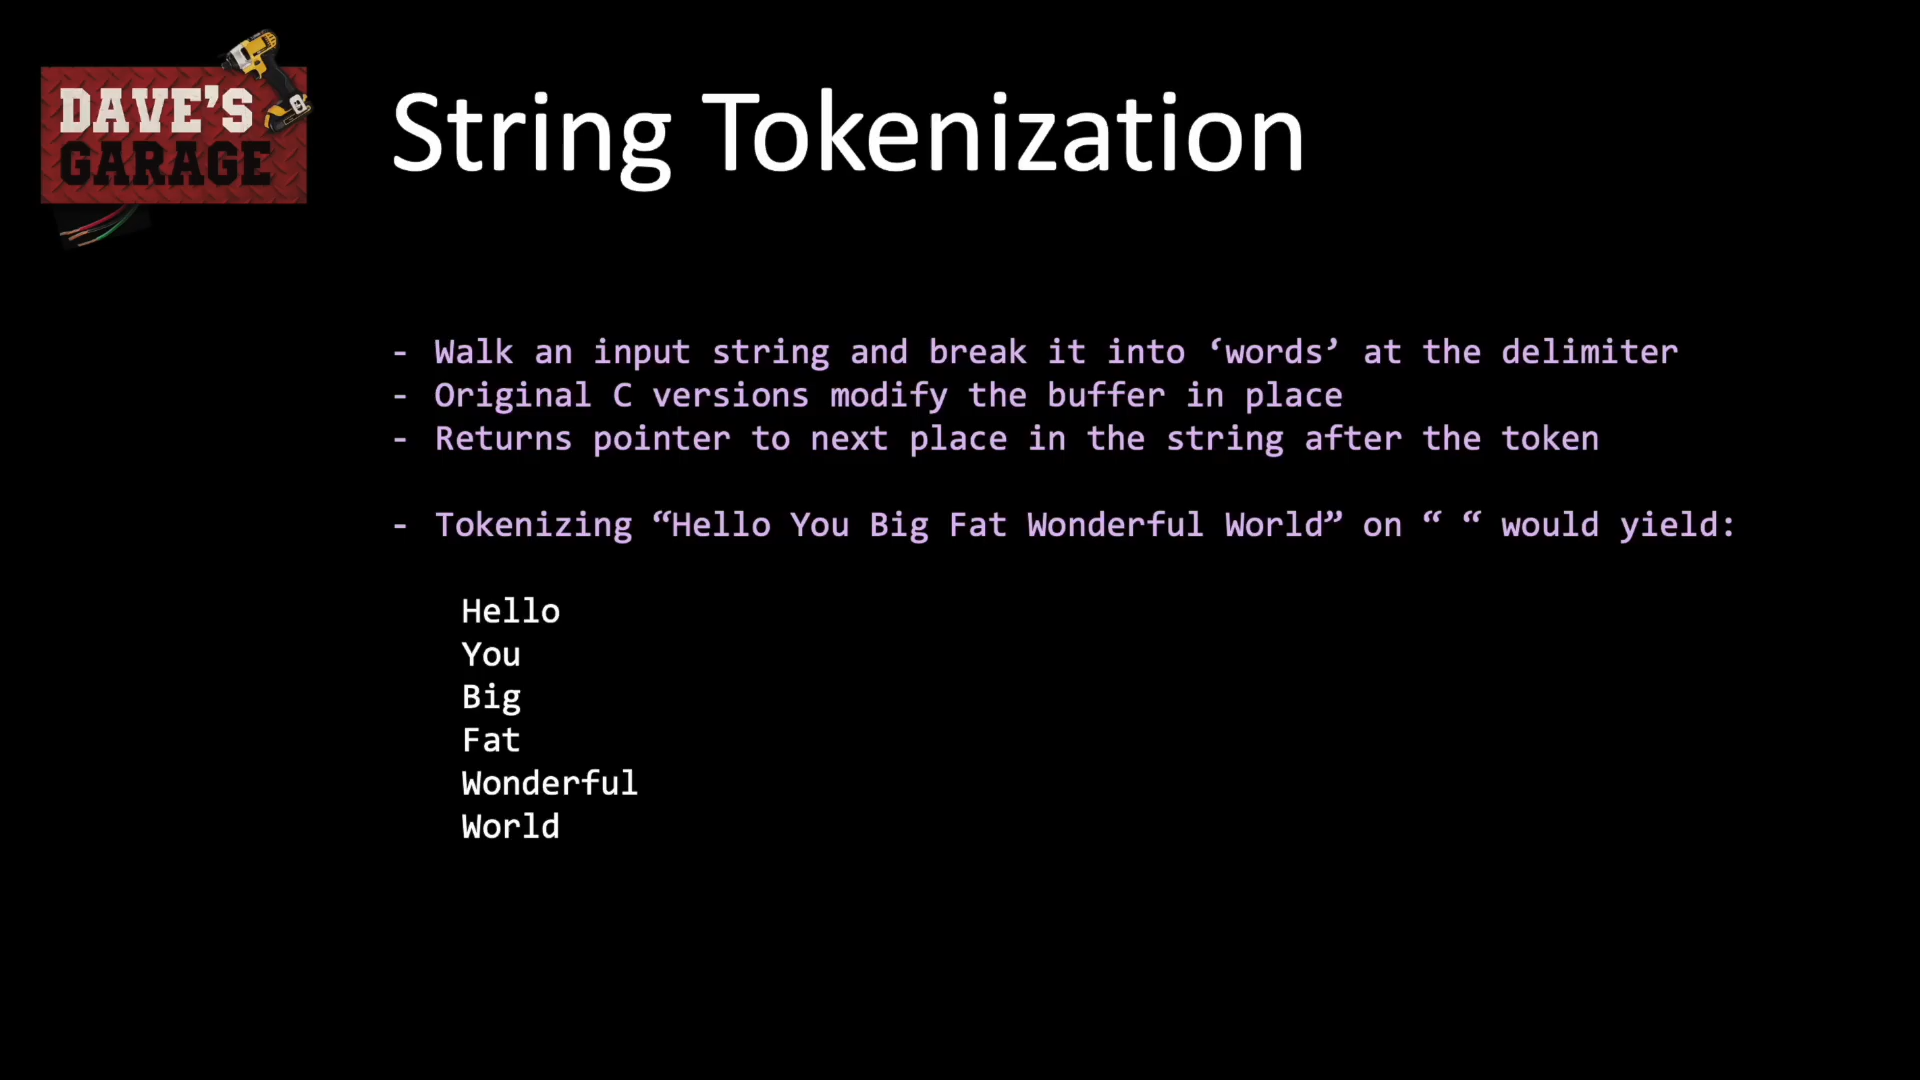 DAVE'S
GARAGE
String Tokenization
- Walk an input string and break it into ‘words’ at the delimiter
- Original C versions modify the buffer in place
- Returns pointer to next place in the string after the token
- Tokenizing “Hello You Big Fat Wonderful World” on “ “ would yield:
Hello
You
Big
Fat
Wonderful
World